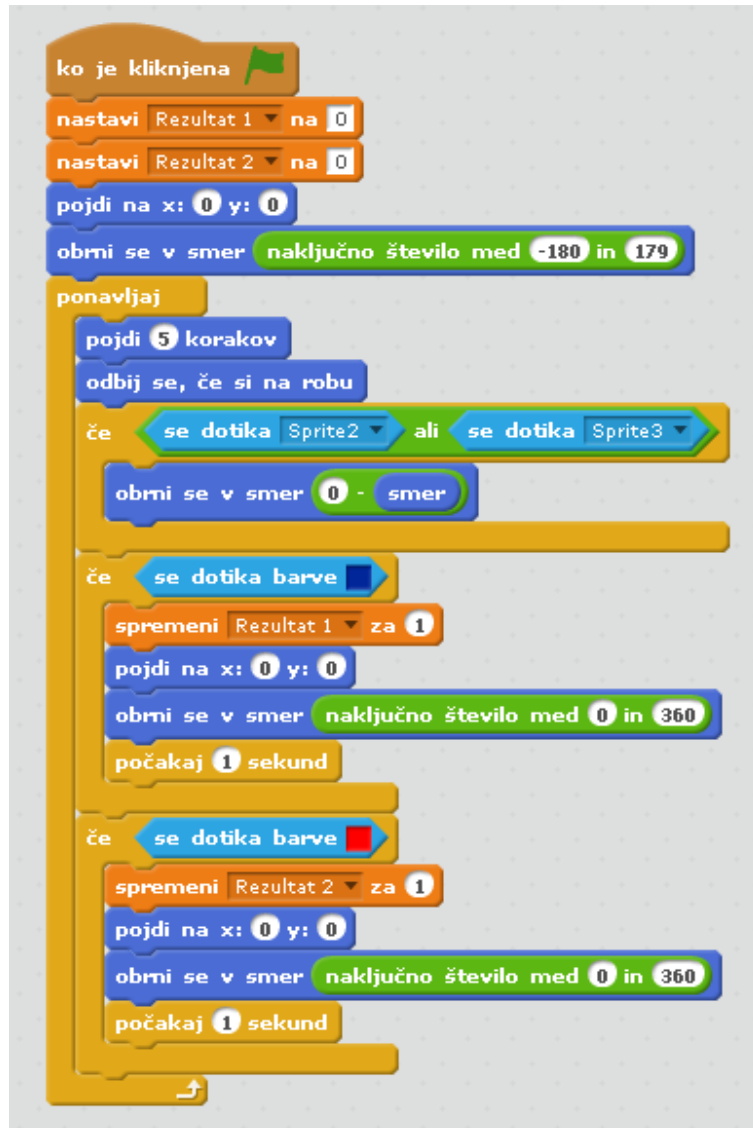 ko je kliknjena
nastavi Rezultat 1 na 0
nastavi Rezultat 2 na 0
pojdi na x: 0 y: 0
obrni se v smer naključno število med -180 in 179
ponavljaj
pojdi 5 korakov
odbij se, če si na robu
če se dotika Sprite2 ali se dotika Sprite3
obrni se v smer 0 - smer
če se dotika barve
spremeni Rezultat 1 za 1
pojdi na x: 0 y: 0
obrni se v smer naključno število med 0 in 360
počakaj 1 sekund
če se dotika barve
spremeni Rezultat 2 za 1
pojdi na x: 0 y: 0
obrni se v smer naključno število med 0 in 360
počakaj 1 sekund